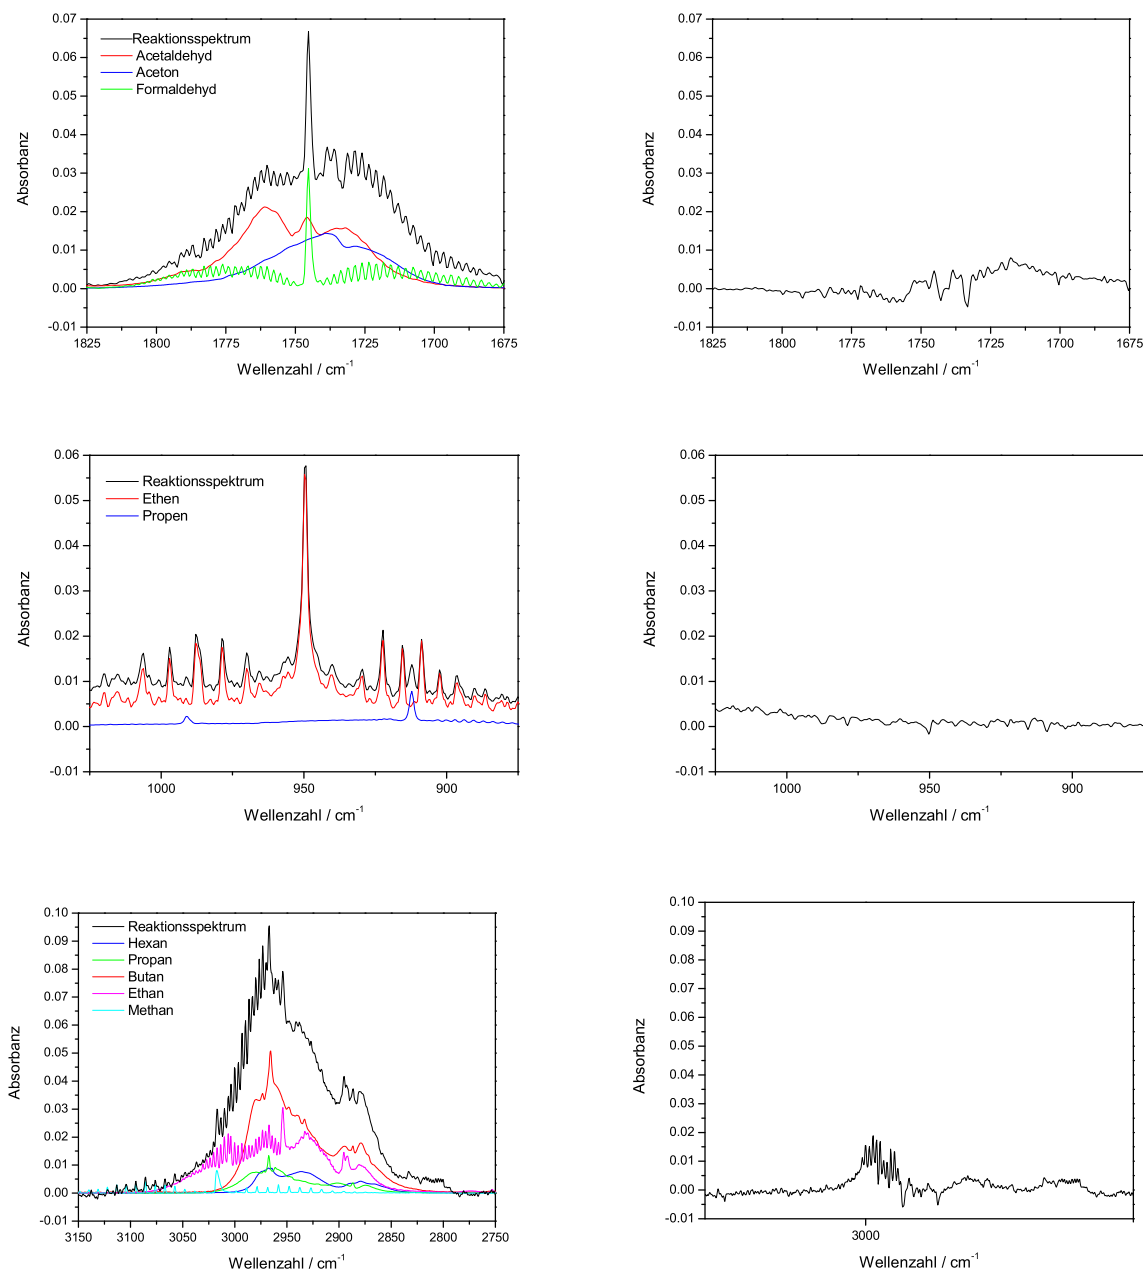 0.07
0.06
0.05
0.04
0.03
0.02
0.01
0.00
-0.01
Absorbanz
Reaktionsspektrum
Acetaldehyd
Aceton
Formaldehyd
1825 1800 1775 1750 1725 1700 1675
Wellenzahl / cm-1
0.07
0.06
0.05
0.04
0.03
0.02
0.01
0.00
-0.01
Absorbanz
1825 1800 1775 1750 1725 1700 1675
Wellenzahl / cm-1
0.06
0.05
0.04
0.03
0.02
0.01
0.00
-0.01
Absorbanz
Reaktionsspektrum
Ethen
Propen
1000 950 900
Wellenzahl / cm-1
0.06
0.05
0.04
0.03
0.02
0.01
0.00
-0.01
Absorbanz
1000 950 900
Wellenzahl / cm-1
0.10
0.09
0.08
0.07
0.06
0.05
0.04
0.03
0.02
0.01
0.00
-0.01
Absorbanz
Reaktionsspektrum
Hexan
Propan
Butan
Ethan
Methan
3150 3100 3050 3000 2950 2900 2850 2800 2750
Wellenzahl / cm-1
0.10
0.09
0.08
0.07
0.06
0.05
0.04
0.03
0.02
0.01
0.00
-0.01
Absorbanz
3000
Wellenzahl / cm-1